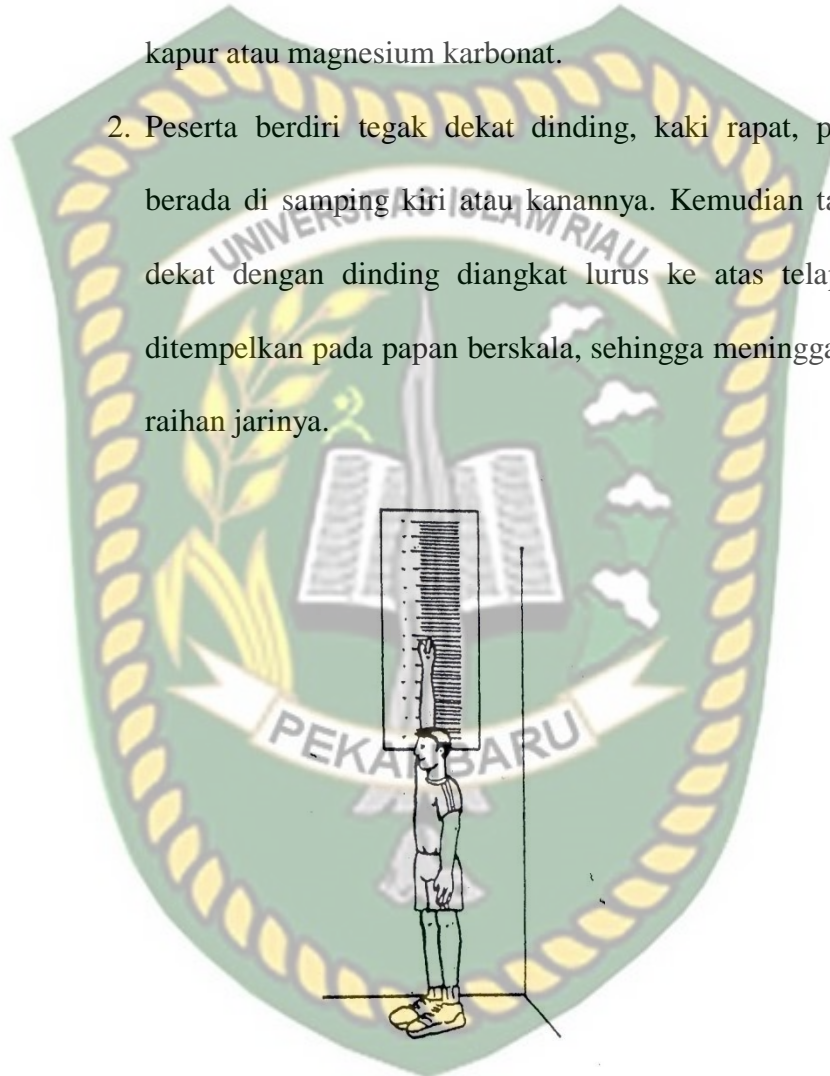 kapur atau magnesium karbonat.
2. Peserta berdiri tegak dekat dinding, kaki rapat,
berada di samping kiri atau kanannya. Kemudian
dekat dengan dinding diangkat lurus ke atas
ditempelkan pada papan berskala, sehingga
raihan jarinya.
UNIVERSITAS ISLAM RIAU
PEKANBARU